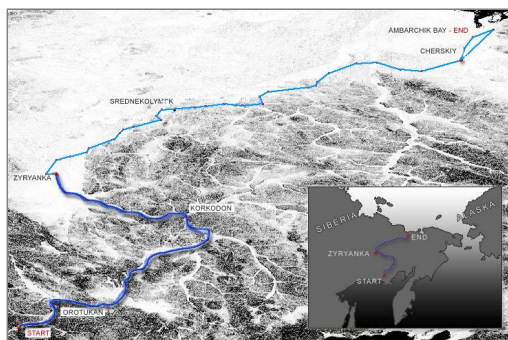 AMBARCHIK BAY - END
CHERSKIY
SREDNEKOLYMSK
ZYRYANKA
KORKODON
OROTUKAN
START
SIBERIA
ALASKA
END
ZYRYANKA
START